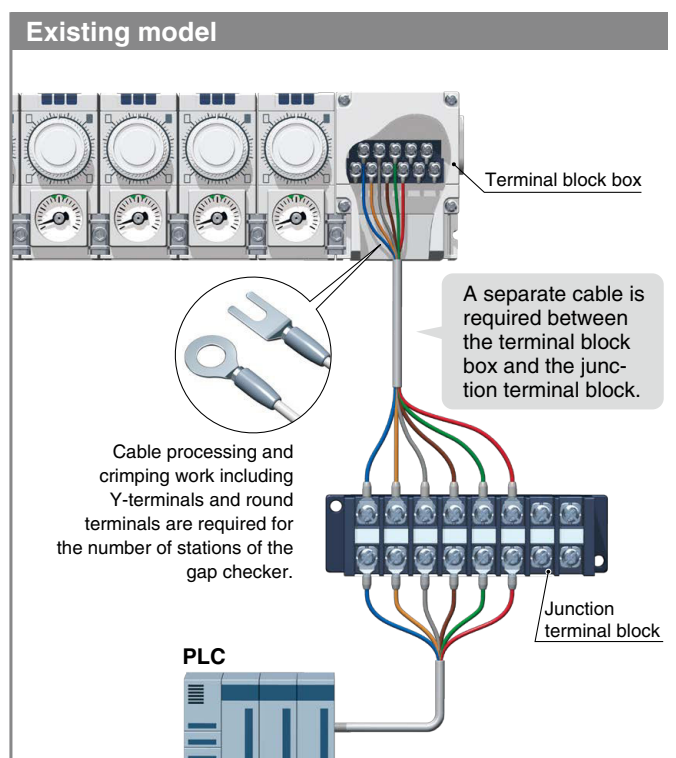 Existing model
Terminal block box
A separate cable is
required between
the terminal block
box and the junc-
tion terminal block.
Cable processing and
crimping work including
Y-terminals and round
terminals are required for
the number of stations of the
gap checker.
Junction
terminal block
PLC